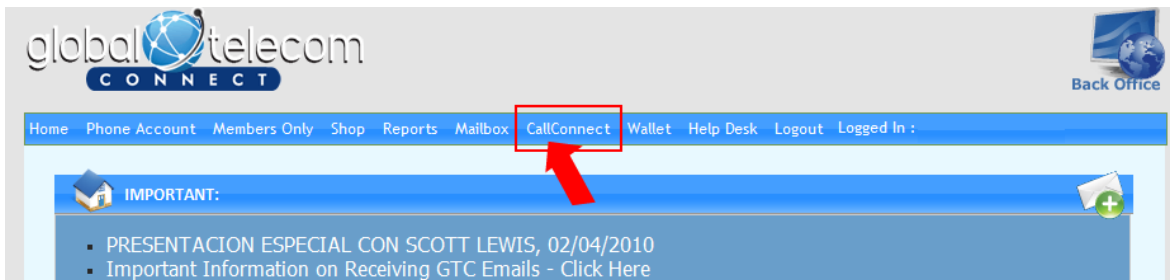 global telecom
CONNECT
Back Office
Home Phone Account Members Only Shop Reports Mailbox CallConnect Wallet Help Desk Logout Logged In :
IMPORTANT:
▪ PRESENTACION ESPECIAL CON SCOTT LEWIS, 02/04/2010
▪ Important Information on Receiving GTC Emails - Click Here